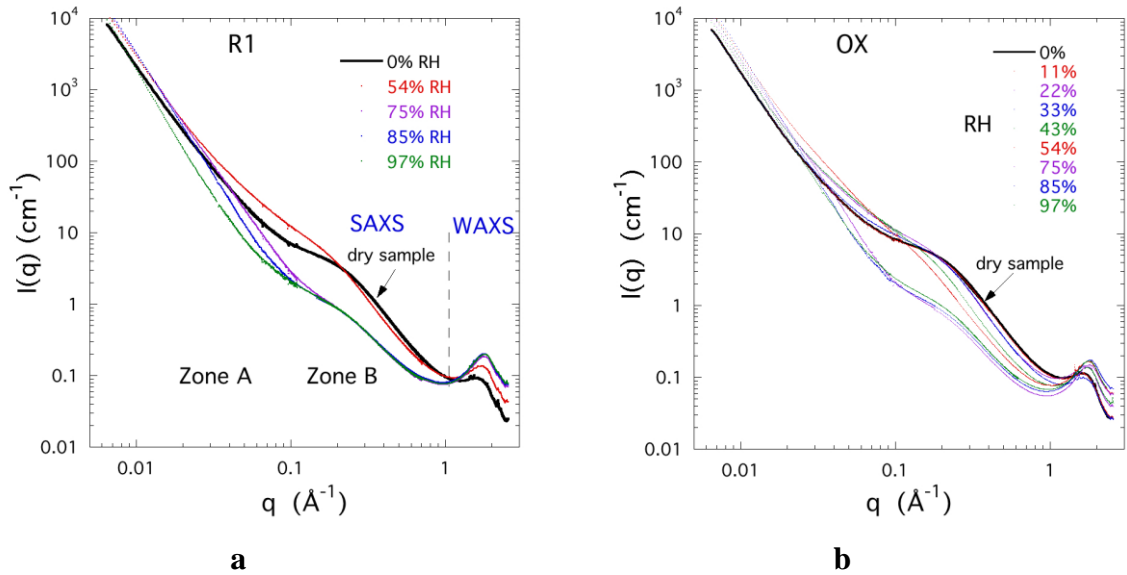 R1
0% RH
54% RH
75% RH
85% RH
97% RH
SAXS
WAXS
dry sample
Zone A
Zone B
10⁴
10³
100
10
1
0.1
0.01
I(q) (cm⁻¹)
0.01
0.1
1
q (Å⁻¹)
a
OX
RH
0%
11%
22%
33%
43%
54%
75%
85%
97%
dry sample
10⁴
10³
100
10
1
0.1
0.01
I(q) (cm⁻¹)
0.01
0.1
1
q (Å⁻¹)
b